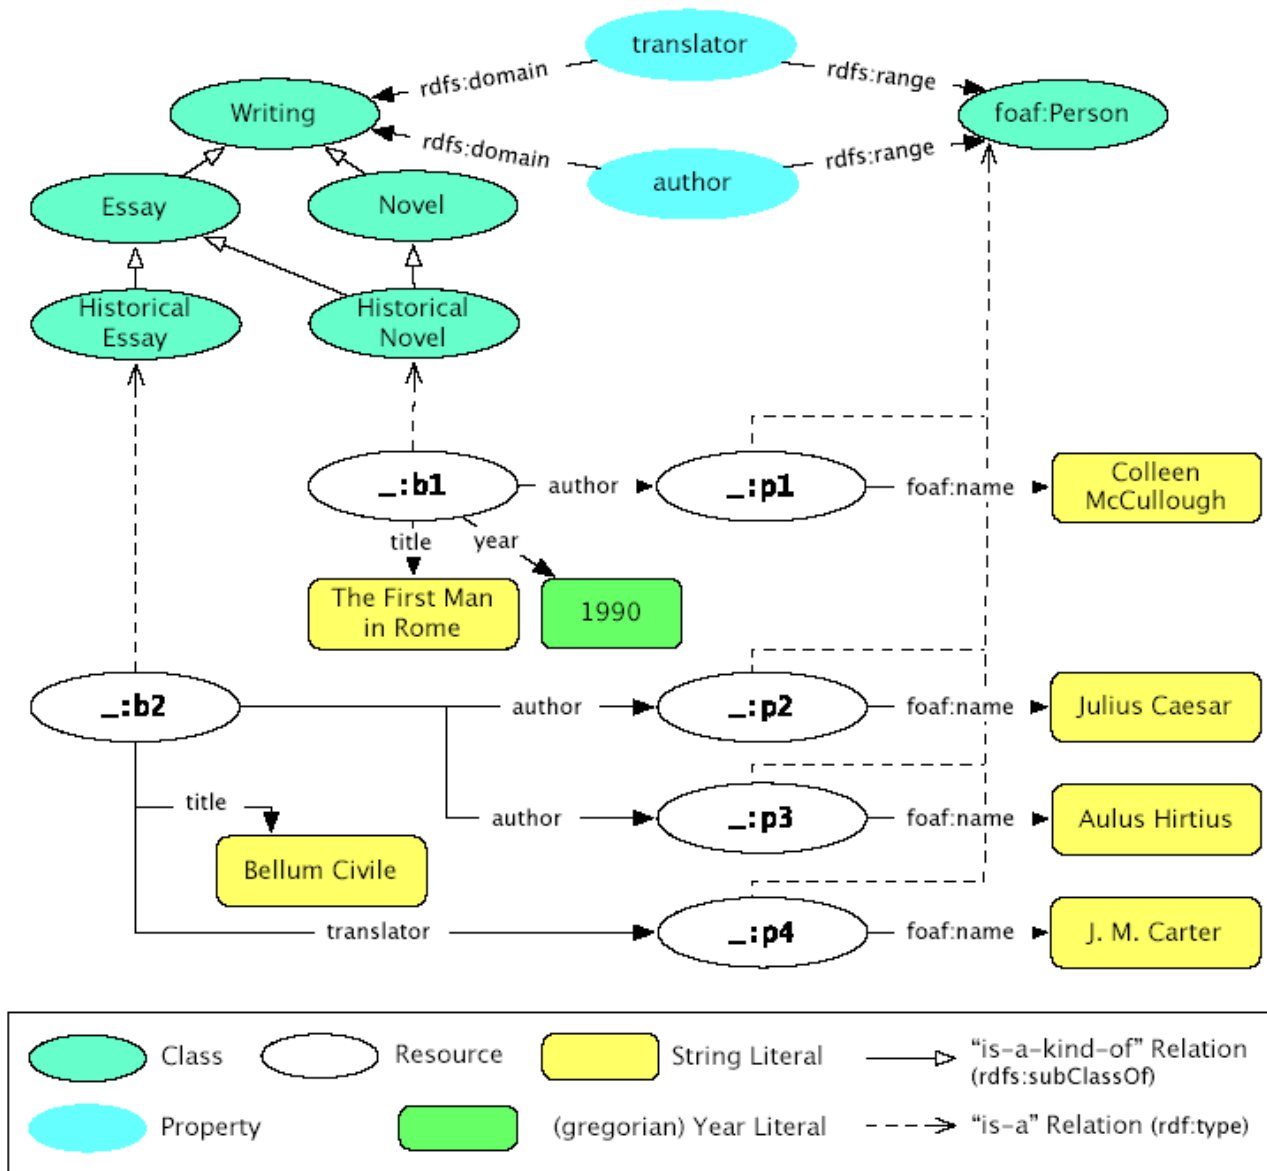 translator
rdfs:domain
rdfs:range
Writing
foaf:Person
rdfs:domain
rdfs:range
author
Essay
Novel
Historical
Essay
Historical
Novel
_:b1
author
_:p1
foaf:name
Colleen
McCullough
title
year
The First Man
in Rome
1990
_:b2
author
_:p2
foaf:name
Julius Caesar
title
author
_:p3
foaf:name
Aulus Hirtius
Bellum Civile
translator
_:p4
foaf:name
J. M. Carter
Class
Resource
String Literal
“is-a-kind-of” Relation
(rdfs:subClassOf)
Property
(gregorian) Year Literal
“is-a” Relation (rdf:type)